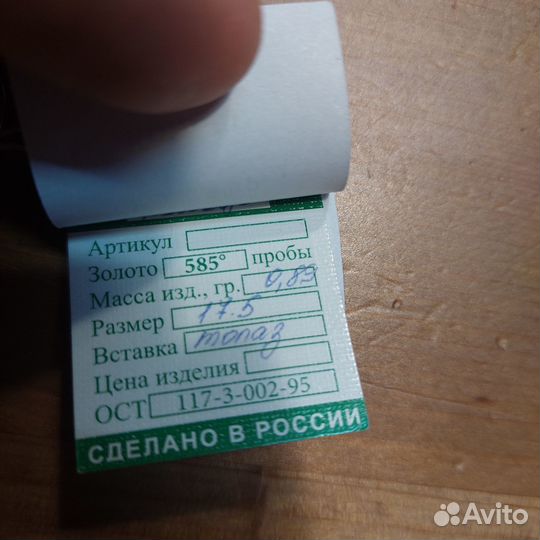 Артикул
Золото 585° пробы
Масса изд., гр. 0,89
Размер 17.5
Вставка топаз
Цена изделия
ОСТ 117-3-002-95
СДЕЛАНО В РОССИИ
Avito